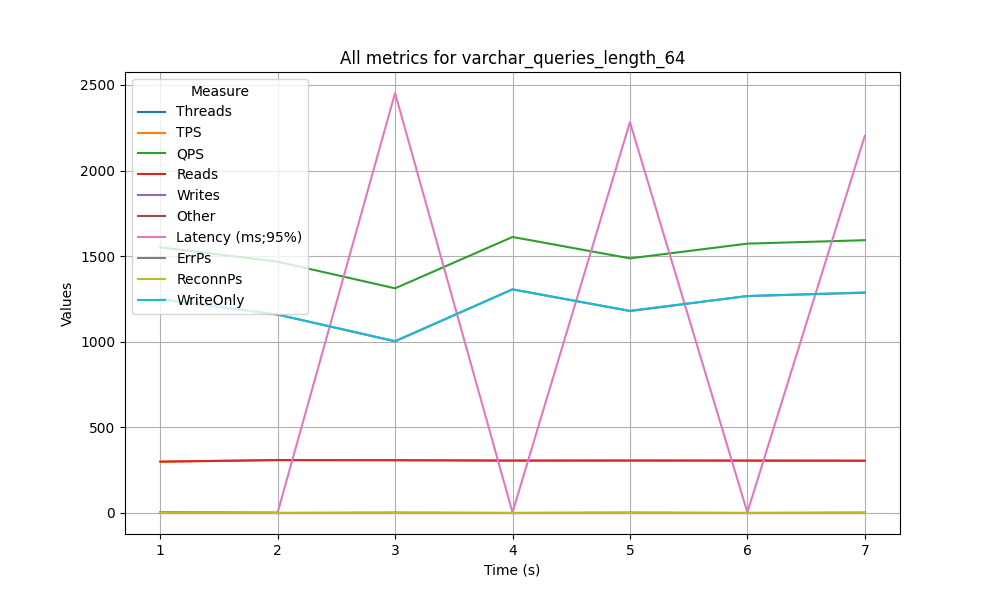 All metrics for varchar_queries_length_64
Values
2500
2000
1500
1000
500
0
Measure
Threads
TPS
QPS
Reads
Writes
Other
Latency (ms;95%)
ErrPs
ReconnPs
WriteOnly
1 2 3 4 5 6 7
Time (s)